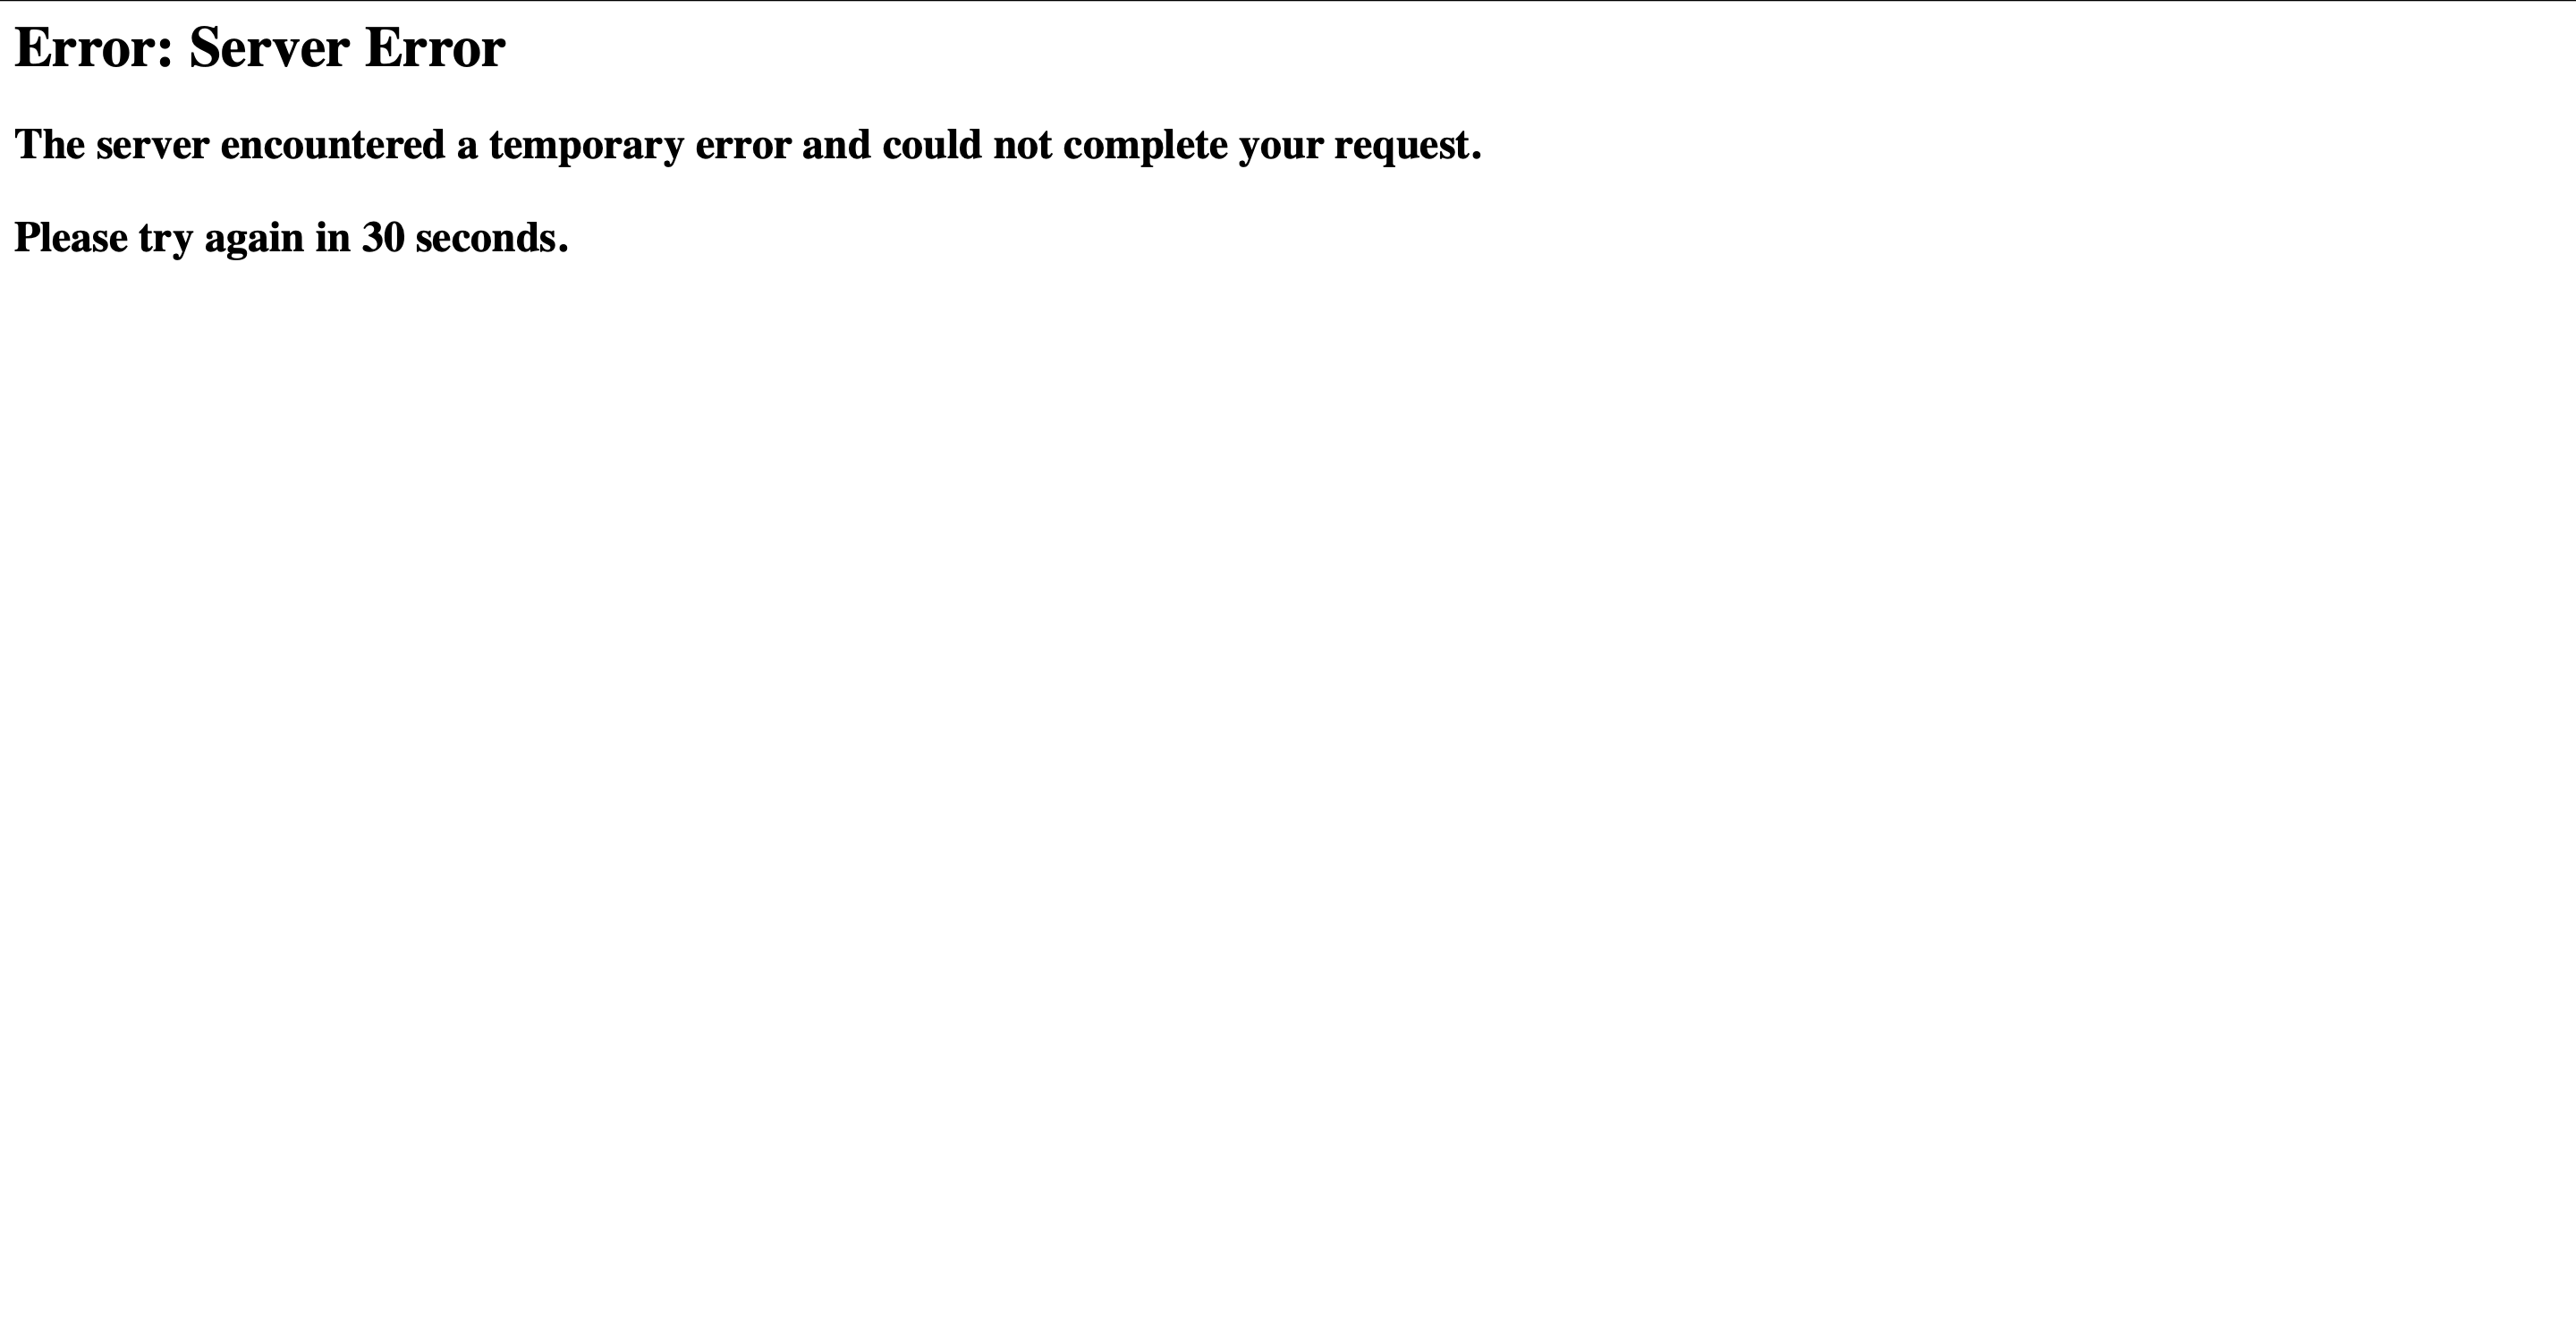 Error: Server Error
The server encountered a temporary error and could not complete your request.
Please try again in 30 seconds.